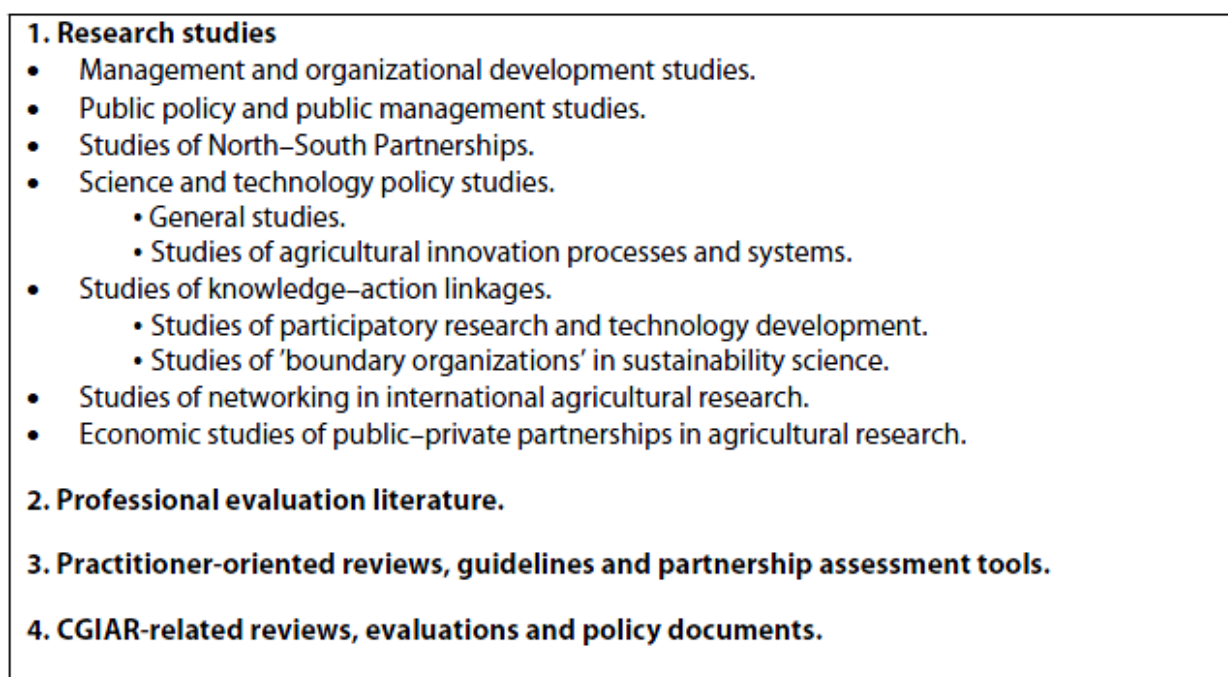 1. Research studies
• Management and organizational development studies.
• Public policy and public management studies.
• Studies of North–South Partnerships.
• Science and technology policy studies.
• General studies.
• Studies of agricultural innovation processes and systems.
• Studies of knowledge–action linkages.
• Studies of participatory research and technology development.
• Studies of ’boundary organizations’ in sustainability science.
• Studies of networking in international agricultural research.
• Economic studies of public–private partnerships in agricultural research.
2. Professional evaluation literature.
3. Practitioner-oriented reviews, guidelines and partnership assessment tools.
4. CGIAR-related reviews, evaluations and policy documents.